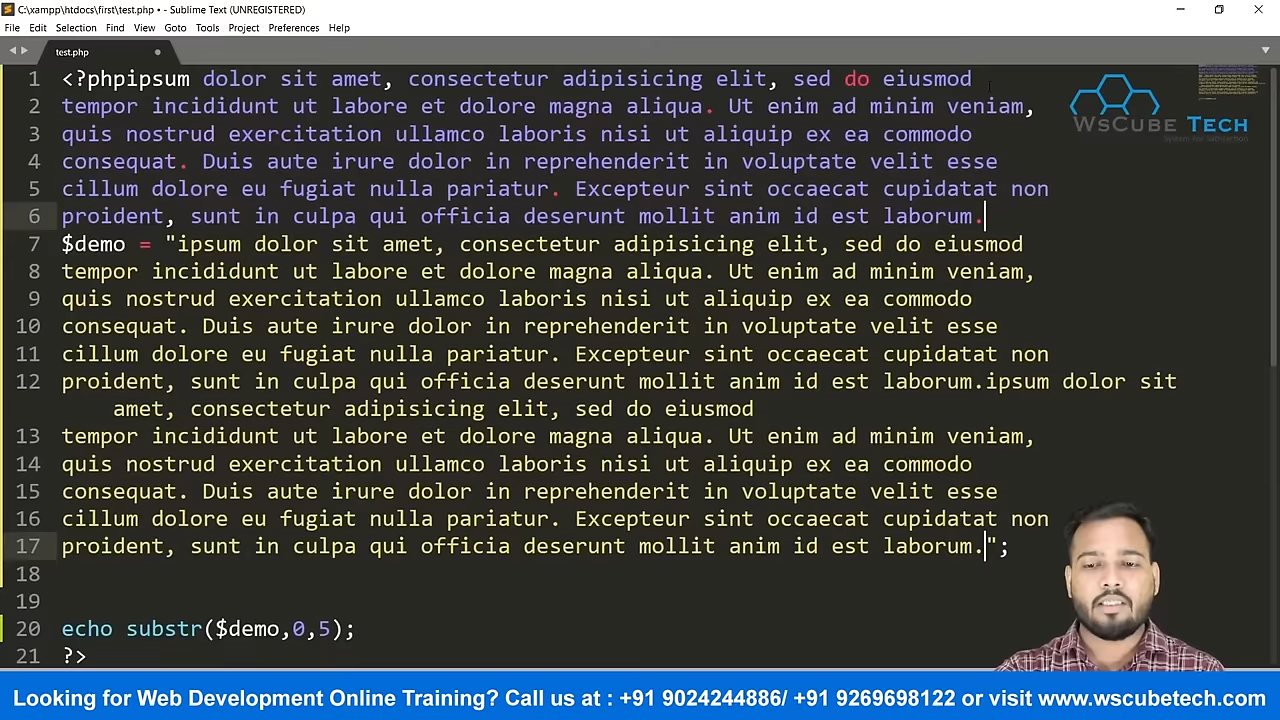 C:\xampp\htdocs\first\test.php • - Sublime Text (UNREGISTERED)
File Edit Selection Find View Goto Tools Project Preferences Help
test.php
1 <?phpipsum dolor sit amet, consectetur adipisicing elit, sed do eiusmod
2 tempor incididunt ut labore et dolore magna aliqua. Ut enim ad minim veniam,
3 quis nostrud exercitation ullamco laboris nisi ut aliquip ex ea commodo
4 consequat. Duis aute irure dolor in reprehenderit in voluptate velit esse
5 cillum dolore eu fugiat nulla pariatur. Excepteur sint occaecat cupidatat non
6 proident, sunt in culpa qui officia deserunt mollit anim id est laborum.
7 $demo = "ipsum dolor sit amet, consectetur adipisicing elit, sed do eiusmod
8 tempor incididunt ut labore et dolore magna aliqua. Ut enim ad minim veniam,
9 quis nostrud exercitation ullamco laboris nisi ut aliquip ex ea commodo
10 consequat. Duis aute irure dolor in reprehenderit in voluptate velit esse
11 cillum dolore eu fugiat nulla pariatur. Excepteur sint occaecat cupidatat non
12 proident, sunt in culpa qui officia deserunt mollit anim id est laborum.ipsum dolor sit
amet, consectetur adipisicing elit, sed do eiusmod
13 tempor incididunt ut labore et dolore magna aliqua. Ut enim ad minim veniam,
14 quis nostrud exercitation ullamco laboris nisi ut aliquip ex ea commodo
15 consequat. Duis aute irure dolor in reprehenderit in voluptate velit esse
16 cillum dolore eu fugiat nulla pariatur. Excepteur sint occaecat cupidatat non
17 proident, sunt in culpa qui officia deserunt mollit anim id est laborum.";
18
19
20 echo substr($demo,0,5);
21 ?>
WsCube Tech
Looking for Web Development Online Training? Call us at : +91 9024244886/ +91 9269698122 or visit www.wscubetech.com